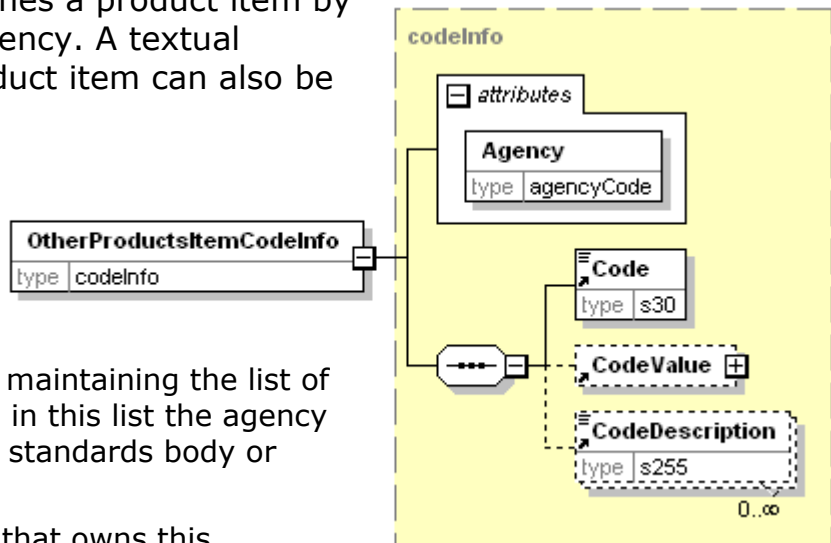 nes a product item by
ency. A textual
duct item can also be
codeInfo
attributes
Agency
type agencyCode
OtherProductsItemCodeInfo
type codeInfo
Code
type s30
CodeValue
CodeDescription
type s255
0..∞
maintaining the list of
in this list the agency
standards body or
that owns this